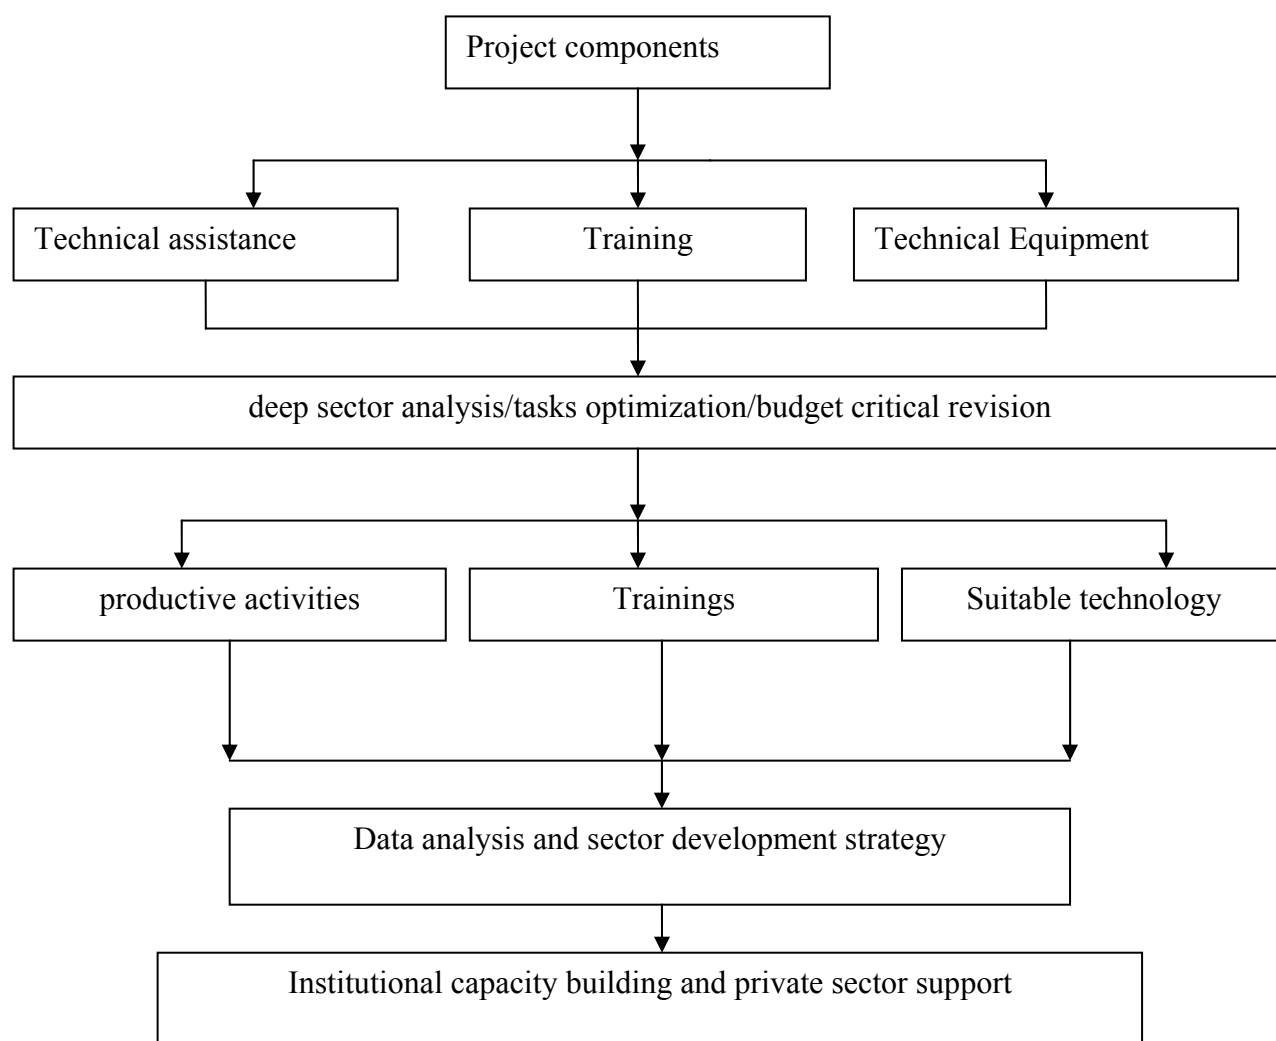 Project components
Technical assistance
Training
Technical Equipment
deep sector analysis/tasks optimization/budget critical revision
productive activities
Trainings
Suitable technology
Data analysis and sector development strategy
Institutional capacity building and private sector support